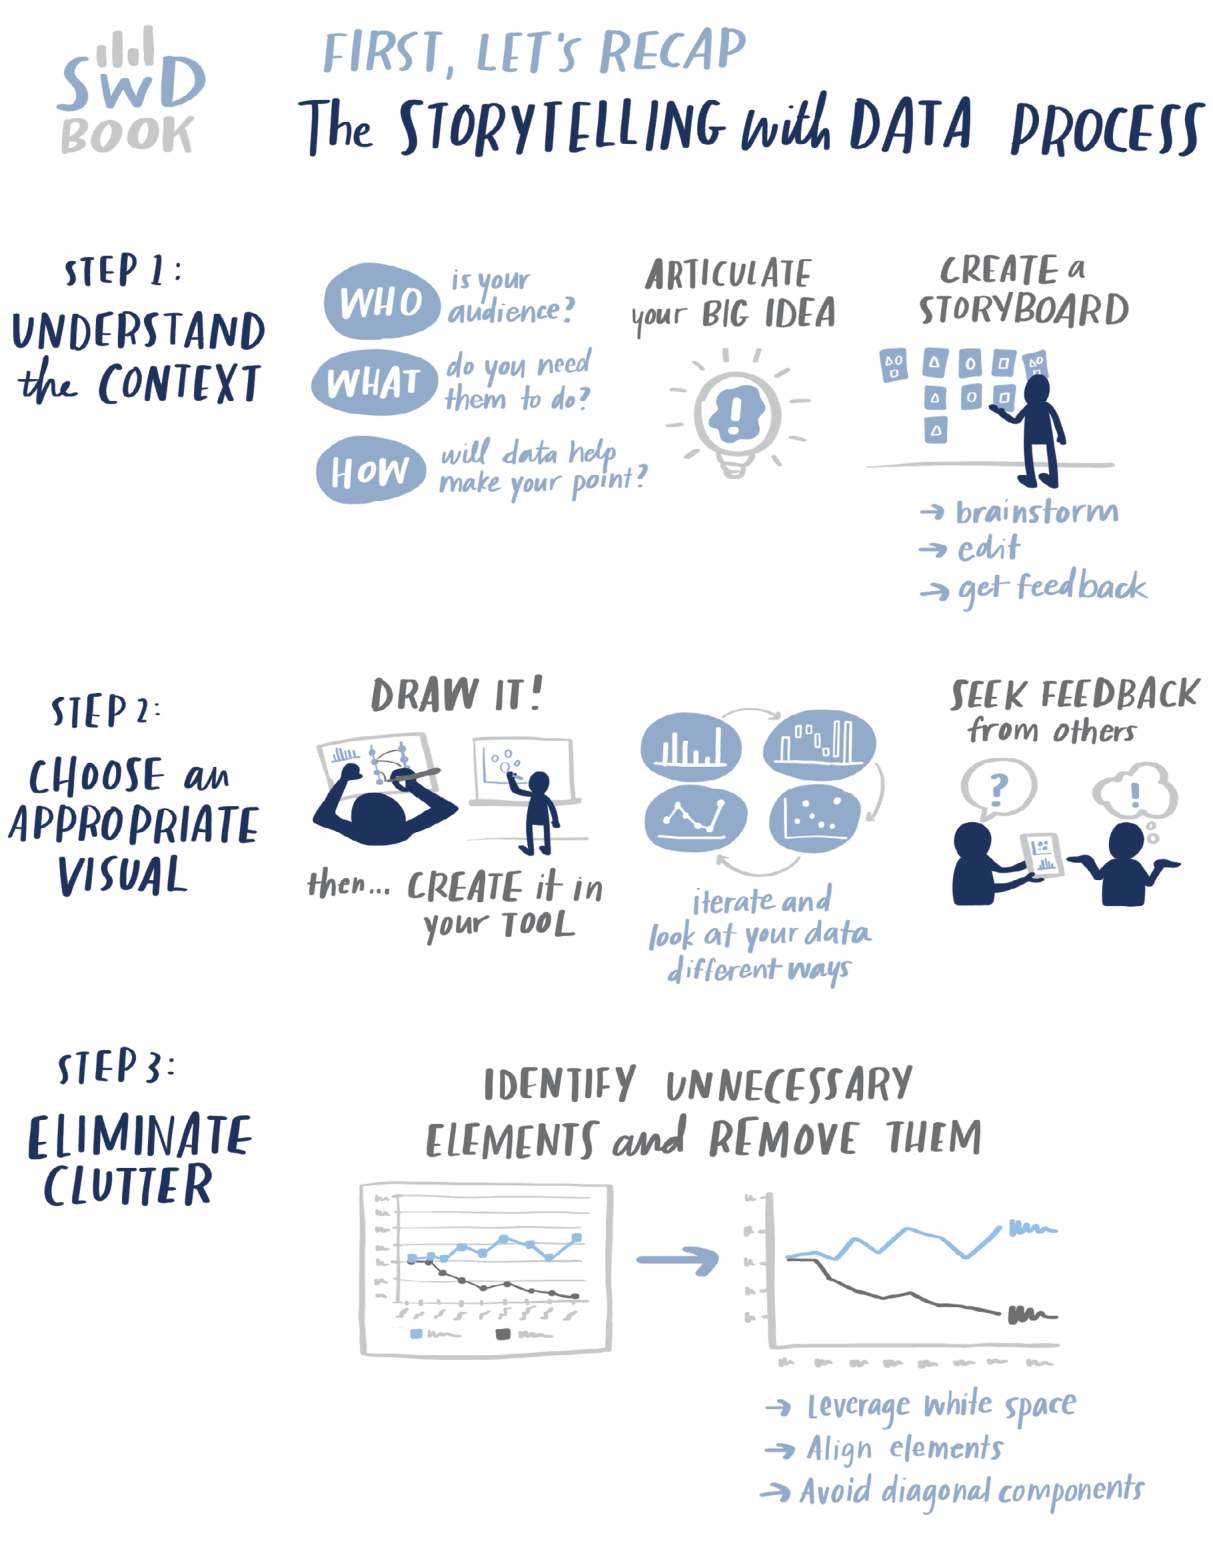 SWD
BOOK
FIRST, LET'S RECAP
The STORYTELLING with DATA PROCESS
STEP 1:
UNDERSTAND
the CONTEXT
WHO
is your
audience?
WHAT
do you need
them to do?
HOW
will data help
make your point?
ARTICULATE
your BIG IDEA
!
CREATE a
STORYBOARD
→ brainstorm
→ edit
→ get feedback
STEP 2:
CHOOSE an
APPROPRIATE
VISUAL
DRAW IT!
then... CREATE it in
your TOOL
iterate and
look at your data
different ways
SEEK FEEDBACK
from others
?
!
STEP 3:
ELIMINATE
CLUTTER
IDENTIFY UNNECESSARY
ELEMENTS and REMOVE THEM
→ Leverage white space
→ Align elements
→ Avoid diagonal components